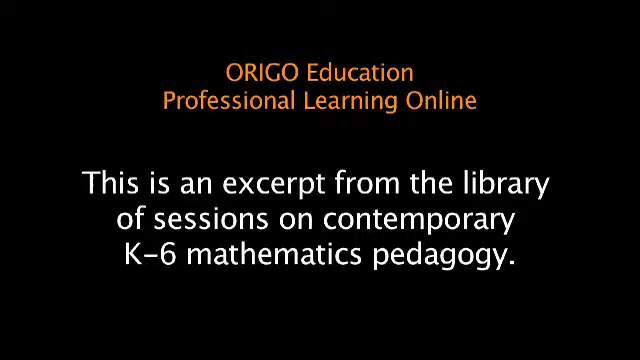 ORIGO Education
Professional Learning Online
This is an excerpt from the library
of sessions on contemporary
K-6 mathematics pedagogy.